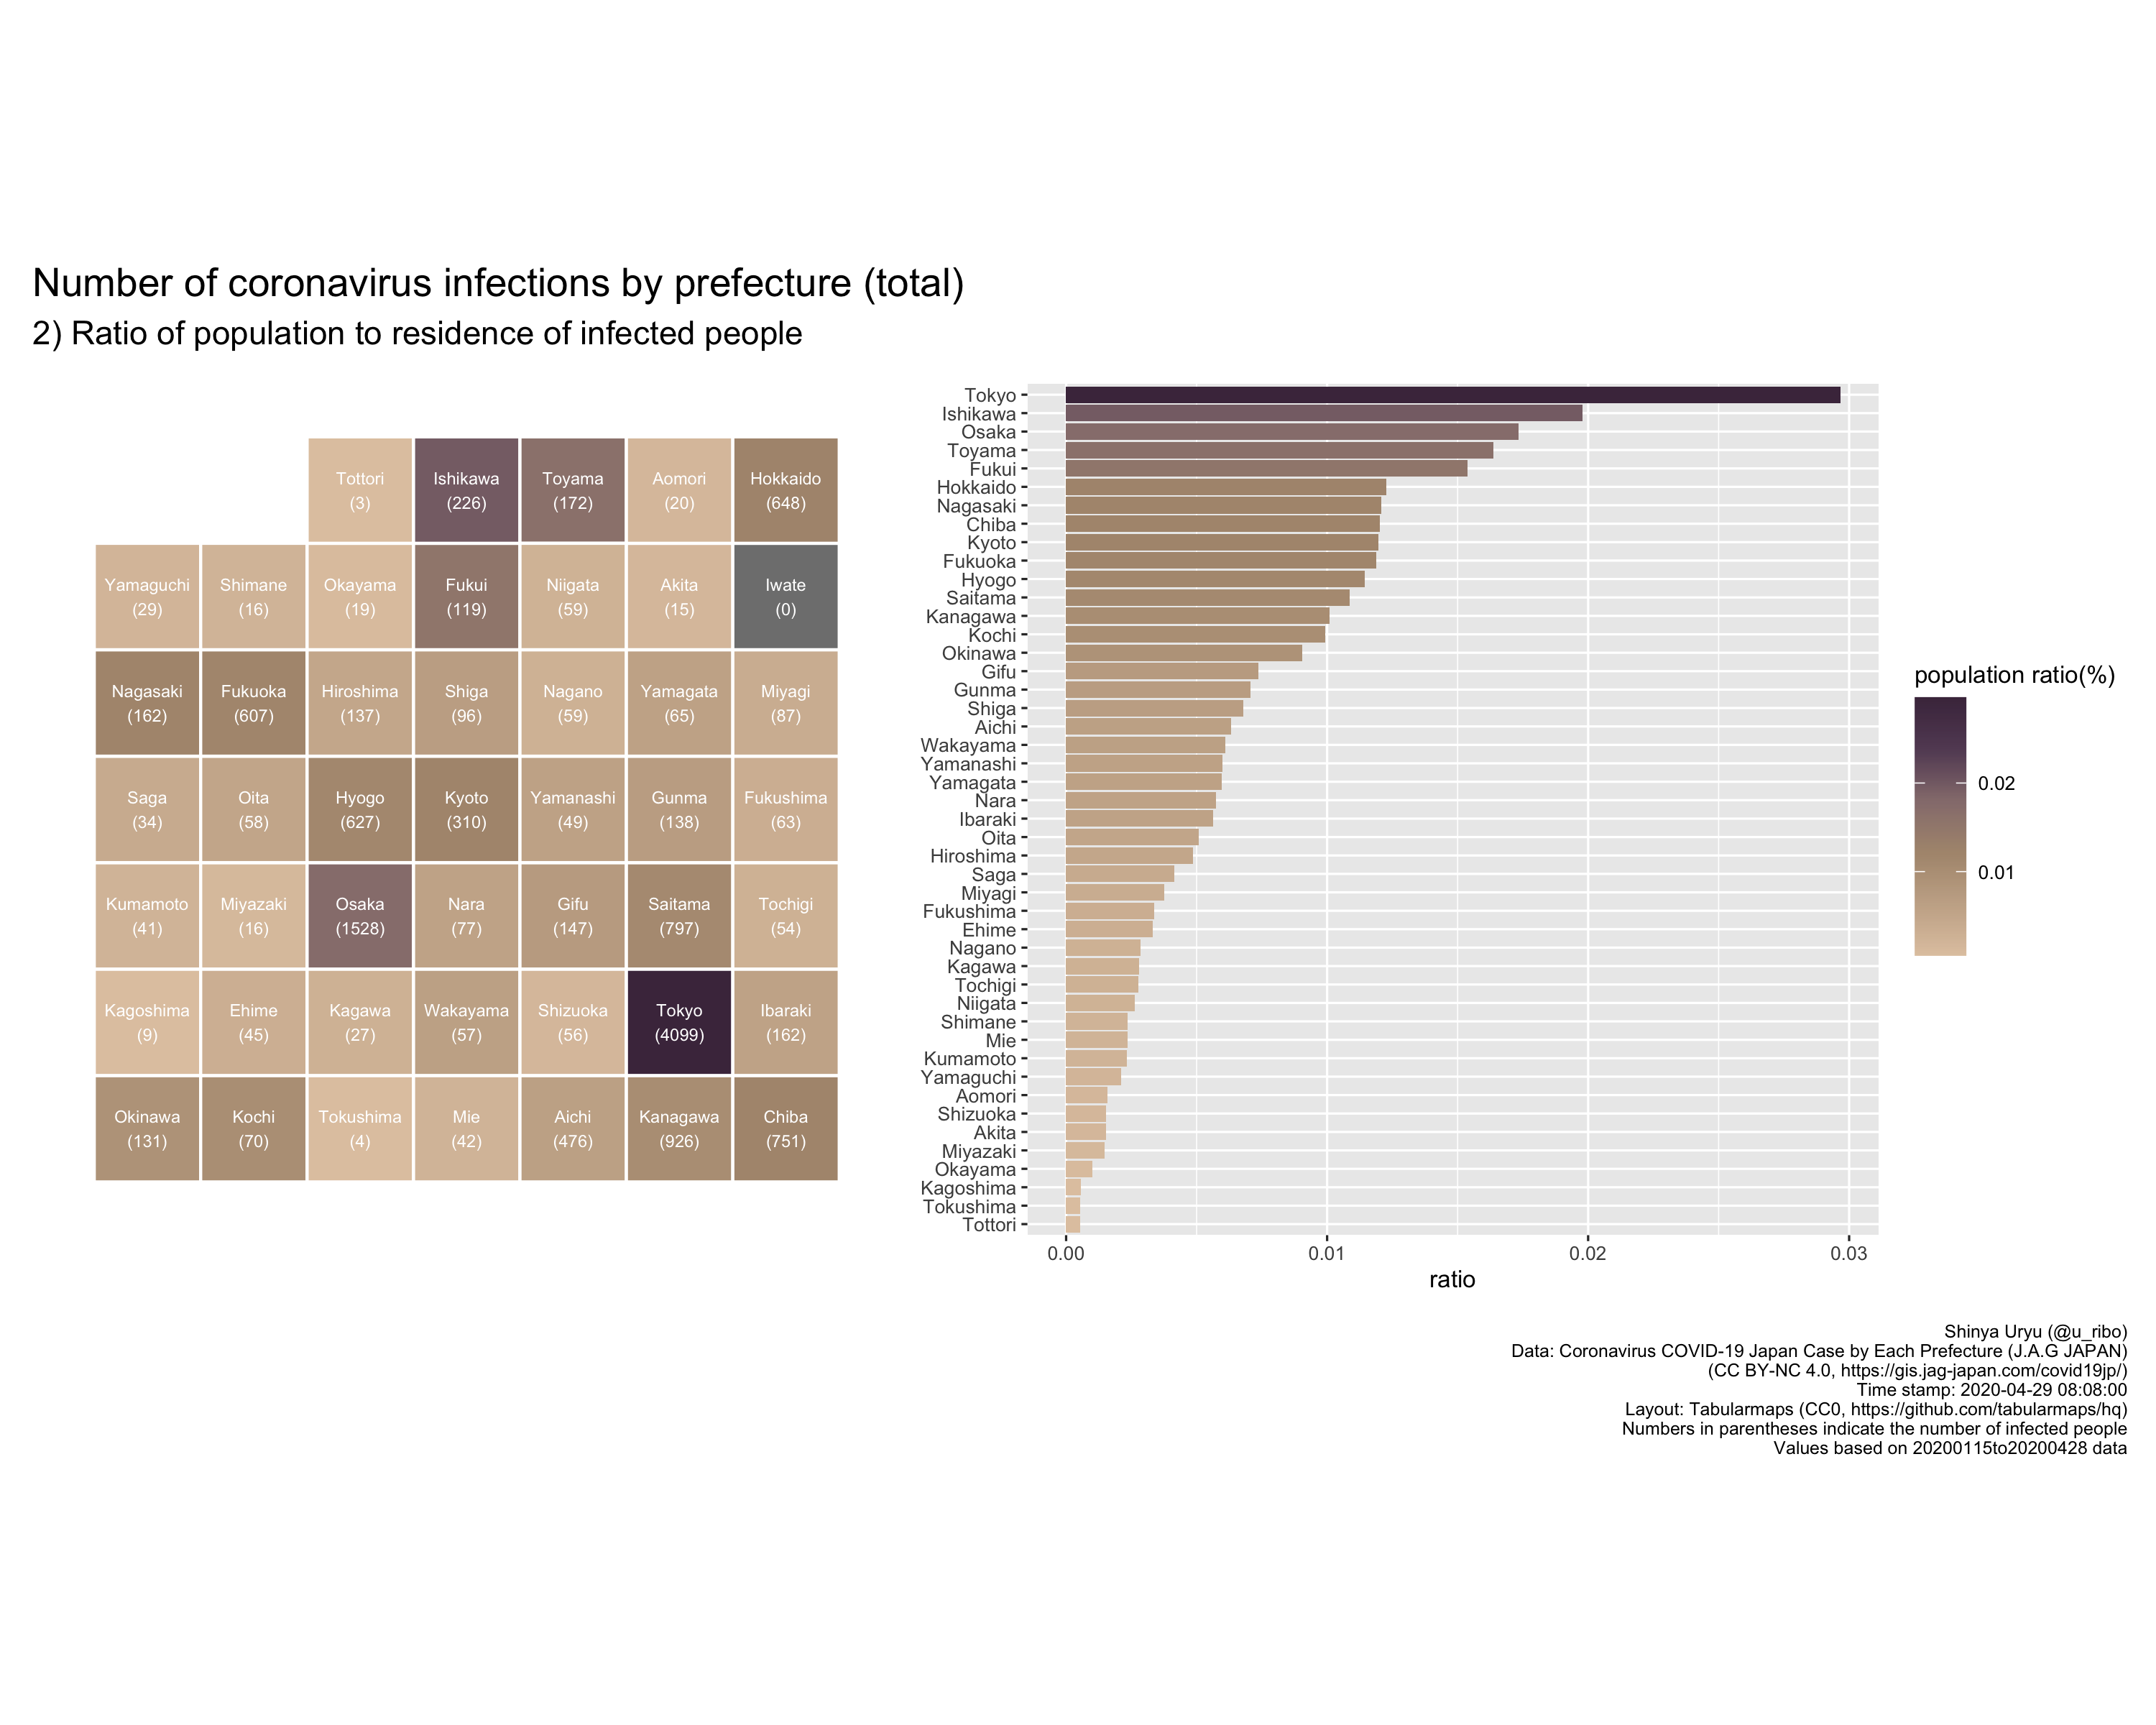 Number of coronavirus infections by prefecture (total)
2) Ratio of population to residence of infected people
Tottori
(3)
Ishikawa
(226)
Toyama
(172)
Aomori
(20)
Hokkaido
(648)
Yamaguchi
(29)
Shimane
(16)
Okayama
(19)
Fukui
(119)
Niigata
(59)
Akita
(15)
Iwate
(0)
Nagasaki
(162)
Fukuoka
(607)
Hiroshima
(137)
Shiga
(96)
Nagano
(59)
Yamagata
(65)
Miyagi
(87)
Saga
(34)
Oita
(58)
Hyogo
(627)
Kyoto
(310)
Yamanashi
(49)
Gunma
(138)
Fukushima
(63)
Kumamoto
(41)
Miyazaki
(16)
Osaka
(1528)
Nara
(77)
Gifu
(147)
Saitama
(797)
Tochigi
(54)
Kagoshima
(9)
Ehime
(45)
Kagawa
(27)
Wakayama
(57)
Shizuoka
(56)
Tokyo
(4099)
Ibaraki
(162)
Okinawa
(131)
Kochi
(70)
Tokushima
(4)
Mie
(42)
Aichi
(476)
Kanagawa
(926)
Chiba
(751)
Tokyo
Ishikawa
Osaka
Toyama
Fukui
Hokkaido
Nagasaki
Chiba
Kyoto
Fukuoka
Hyogo
Saitama
Kanagawa
Kochi
Okinawa
Gifu
Gunma
Shiga
Aichi
Wakayama
Yamanashi
Yamagata
Nara
Ibaraki
Oita
Hiroshima
Saga
Miyagi
Fukushima
Ehime
Nagano
Kagawa
Tochigi
Niigata
Shimane
Mie
Kumamoto
Yamaguchi
Aomori
Shizuoka
Akita
Miyazaki
Okayama
Kagoshima
Tokushima
Tottori
0.00
0.01
0.02
0.03
ratio
population ratio(%)
0.02
0.01
Shinya Uryu (@u_ribo)
Data: Coronavirus COVID-19 Japan Case by Each Prefecture (J.A.G JAPAN)
(CC BY-NC 4.0, https://gis.jag-japan.com/covid19jp/)
Time stamp: 2020-04-29 08:08:00
Layout: Tabularmaps (CC0, https://github.com/tabularmaps/hq)
Numbers in parentheses indicate the number of infected people
Values based on 20200115to20200428 data